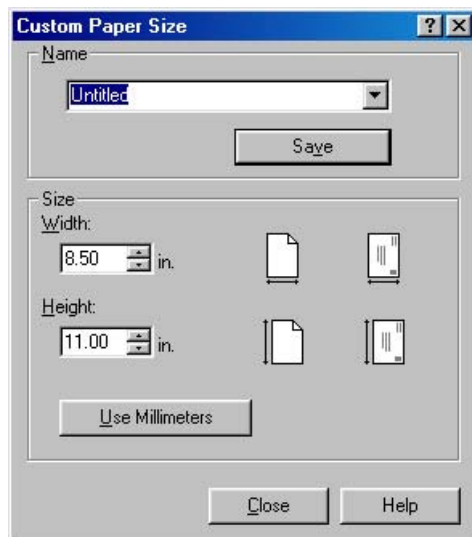 Custom Paper Size
Name
Untitled
Save
Size
Width:
8.50 in.
Height:
11.00 in.
Use Millimeters
Close Help